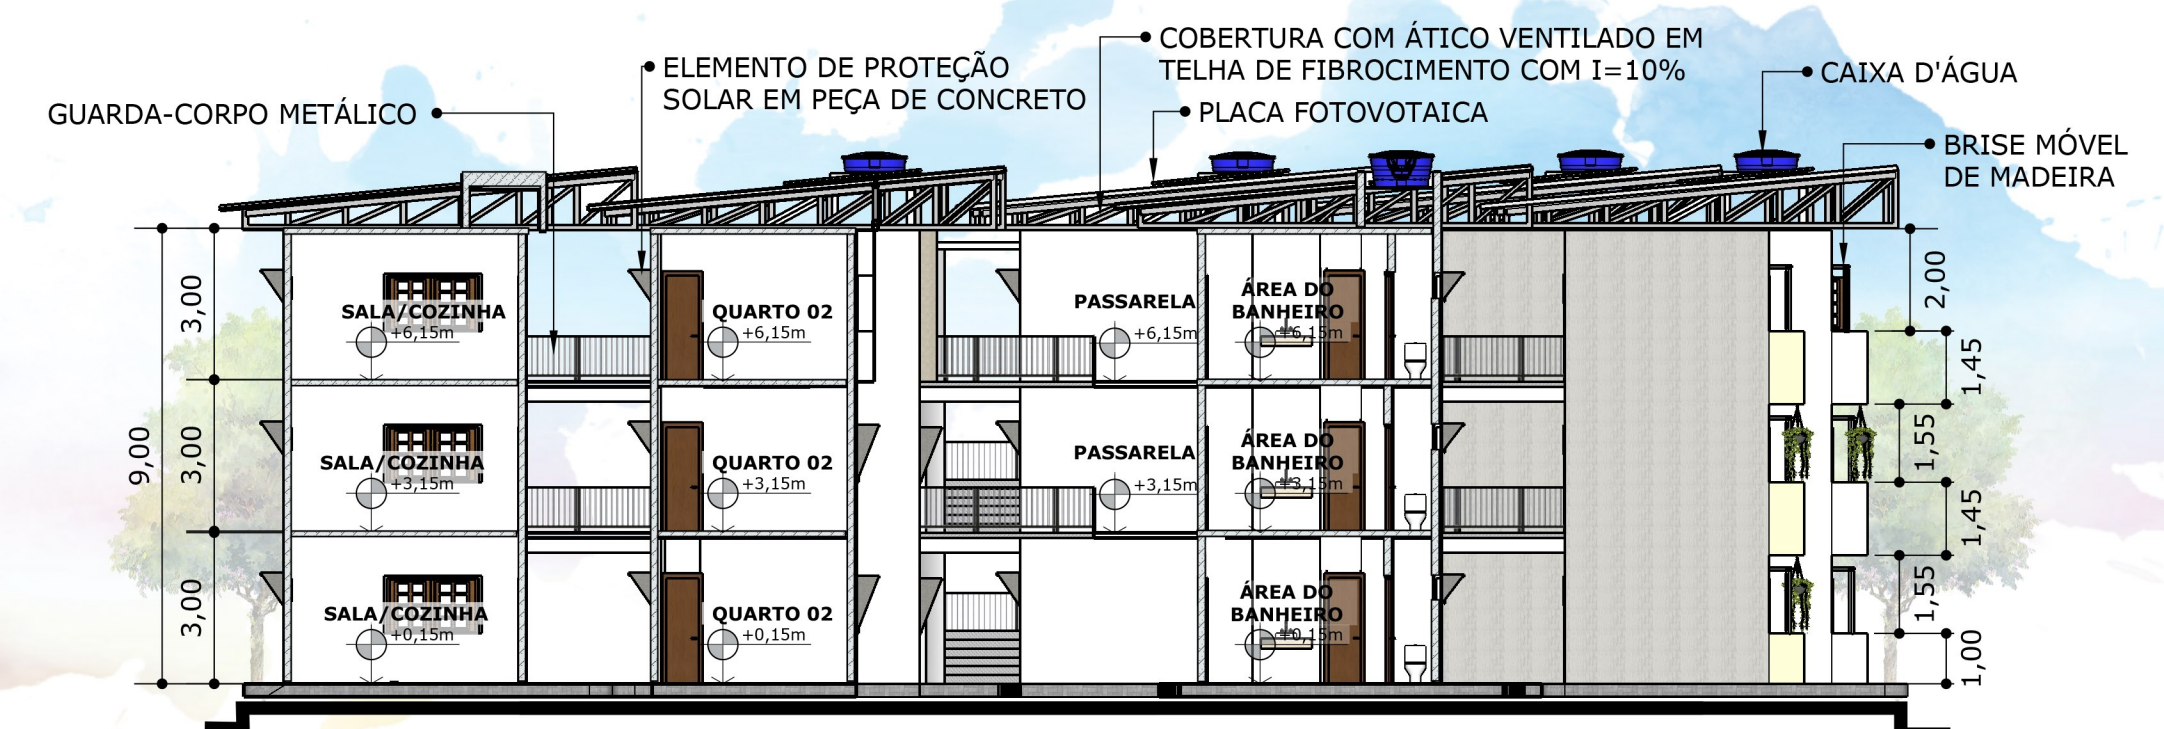 COBERTURA COM ÁTICO VENTILADO EM
TELHA DE FIBROCIMENTO COM I=10%
ELEMENTO DE PROTEÇÃO
SOLAR EM PEÇA DE CONCRETO
CAIXA D'ÁGUA
GUARDA-CORPO METÁLICO
PLACA FOTOVOTAICA
BRISE MÓVEL
DE MADEIRA
9,00
3,00
3,00
3,00
SALA/COZINHA
+6,15m
QUARTO 02
+6,15m
PASSARELA
+6,15m
ÁREA DO
BANHEIRO
+6,15m
SALA/COZINHA
+3,15m
QUARTO 02
+3,15m
PASSARELA
+3,15m
ÁREA DO
BANHEIRO
+3,15m
SALA/COZINHA
+0,15m
QUARTO 02
+0,15m
ÁREA DO
BANHEIRO
+0,15m
2,00
1,45
1,55
1,45
1,55
1,00